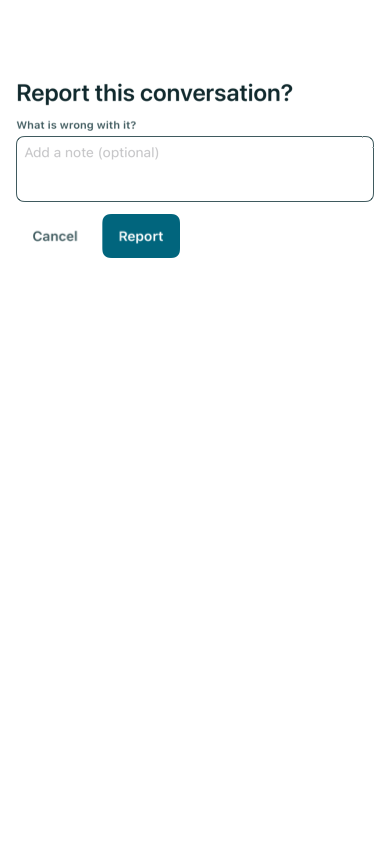 Report this conversation?
What is wrong with it?
Add a note (optional)
Cancel
Report